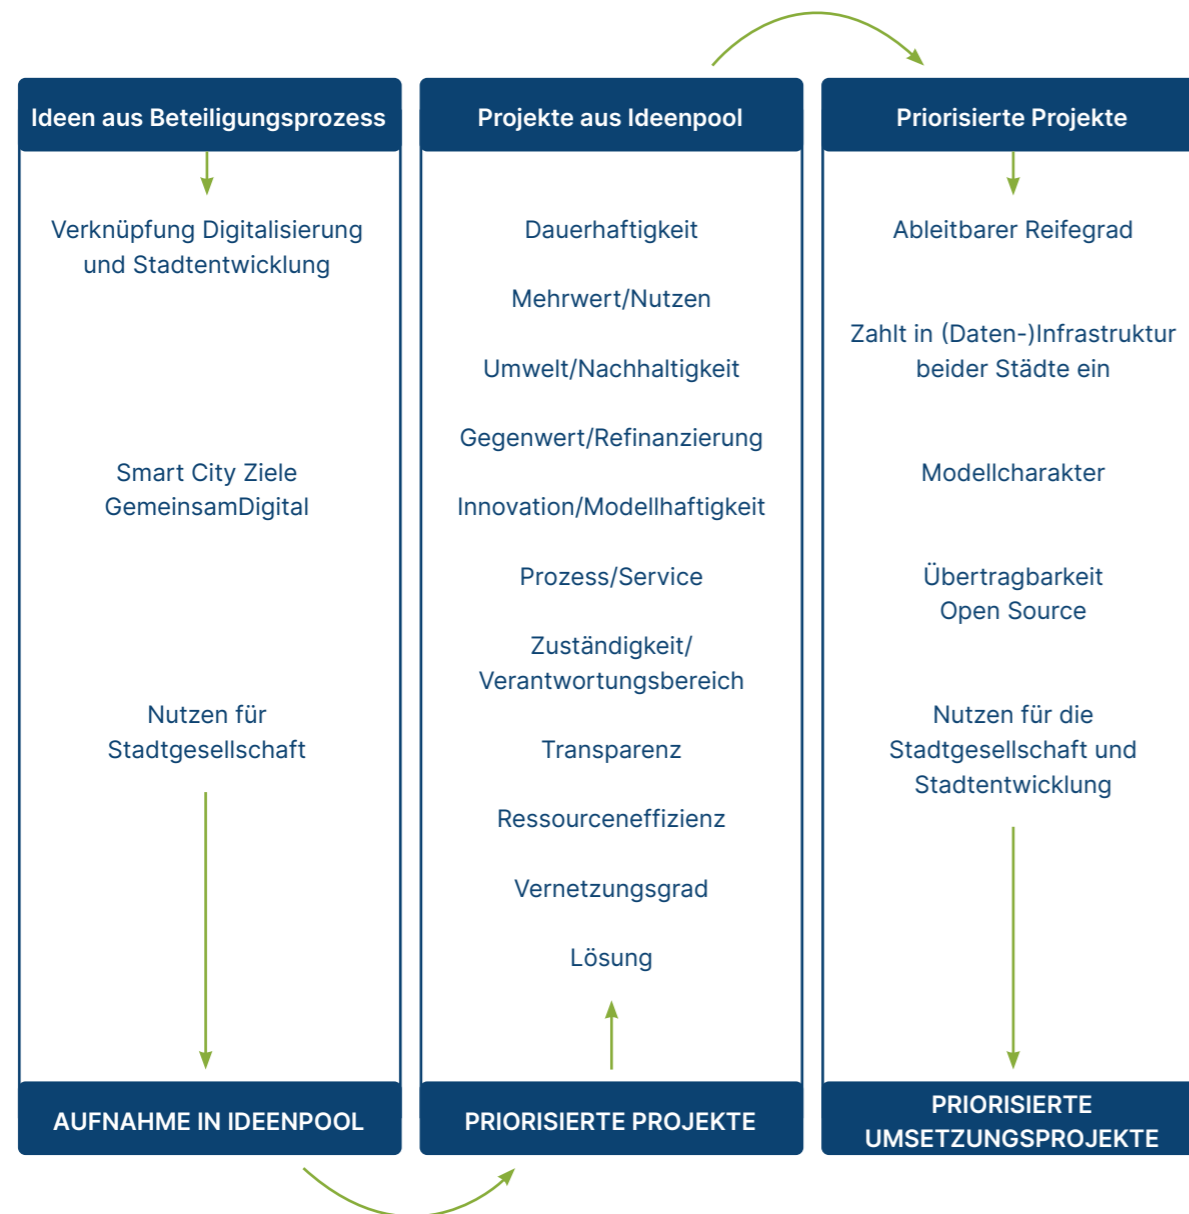 Ideen aus Beteiligungsprozess
Verknüpfung Digitalisierung
und Stadtentwicklung
Smart City Ziele
GemeinsamDigital
Nutzen für
Stadtgesellschaft
AUFNAHME IN IDEENPOOL
Projekte aus Ideenpool
Dauerhaftigkeit
Mehrwert/Nutzen
Umwelt/Nachhaltigkeit
Gegenwert/Refinanzierung
Innovation/Modellhaftigkeit
Prozess/Service
Zuständigkeit/
Verantwortungsbereich
Transparenz
Ressourceneffizienz
Vernetzungsgrad
Lösung
PRIORISIERTE PROJEKTE
Priorisierte Projekte
Ableitbarer Reifegrad
Zahlt in (Daten-)Infrastruktur
beider Städte ein
Modellcharakter
Übertragbarkeit
Open Source
Nutzen für die
Stadtgesellschaft und
Stadtentwicklung
PRIORISIERTE
UMSETZUNGSPROJEKTE